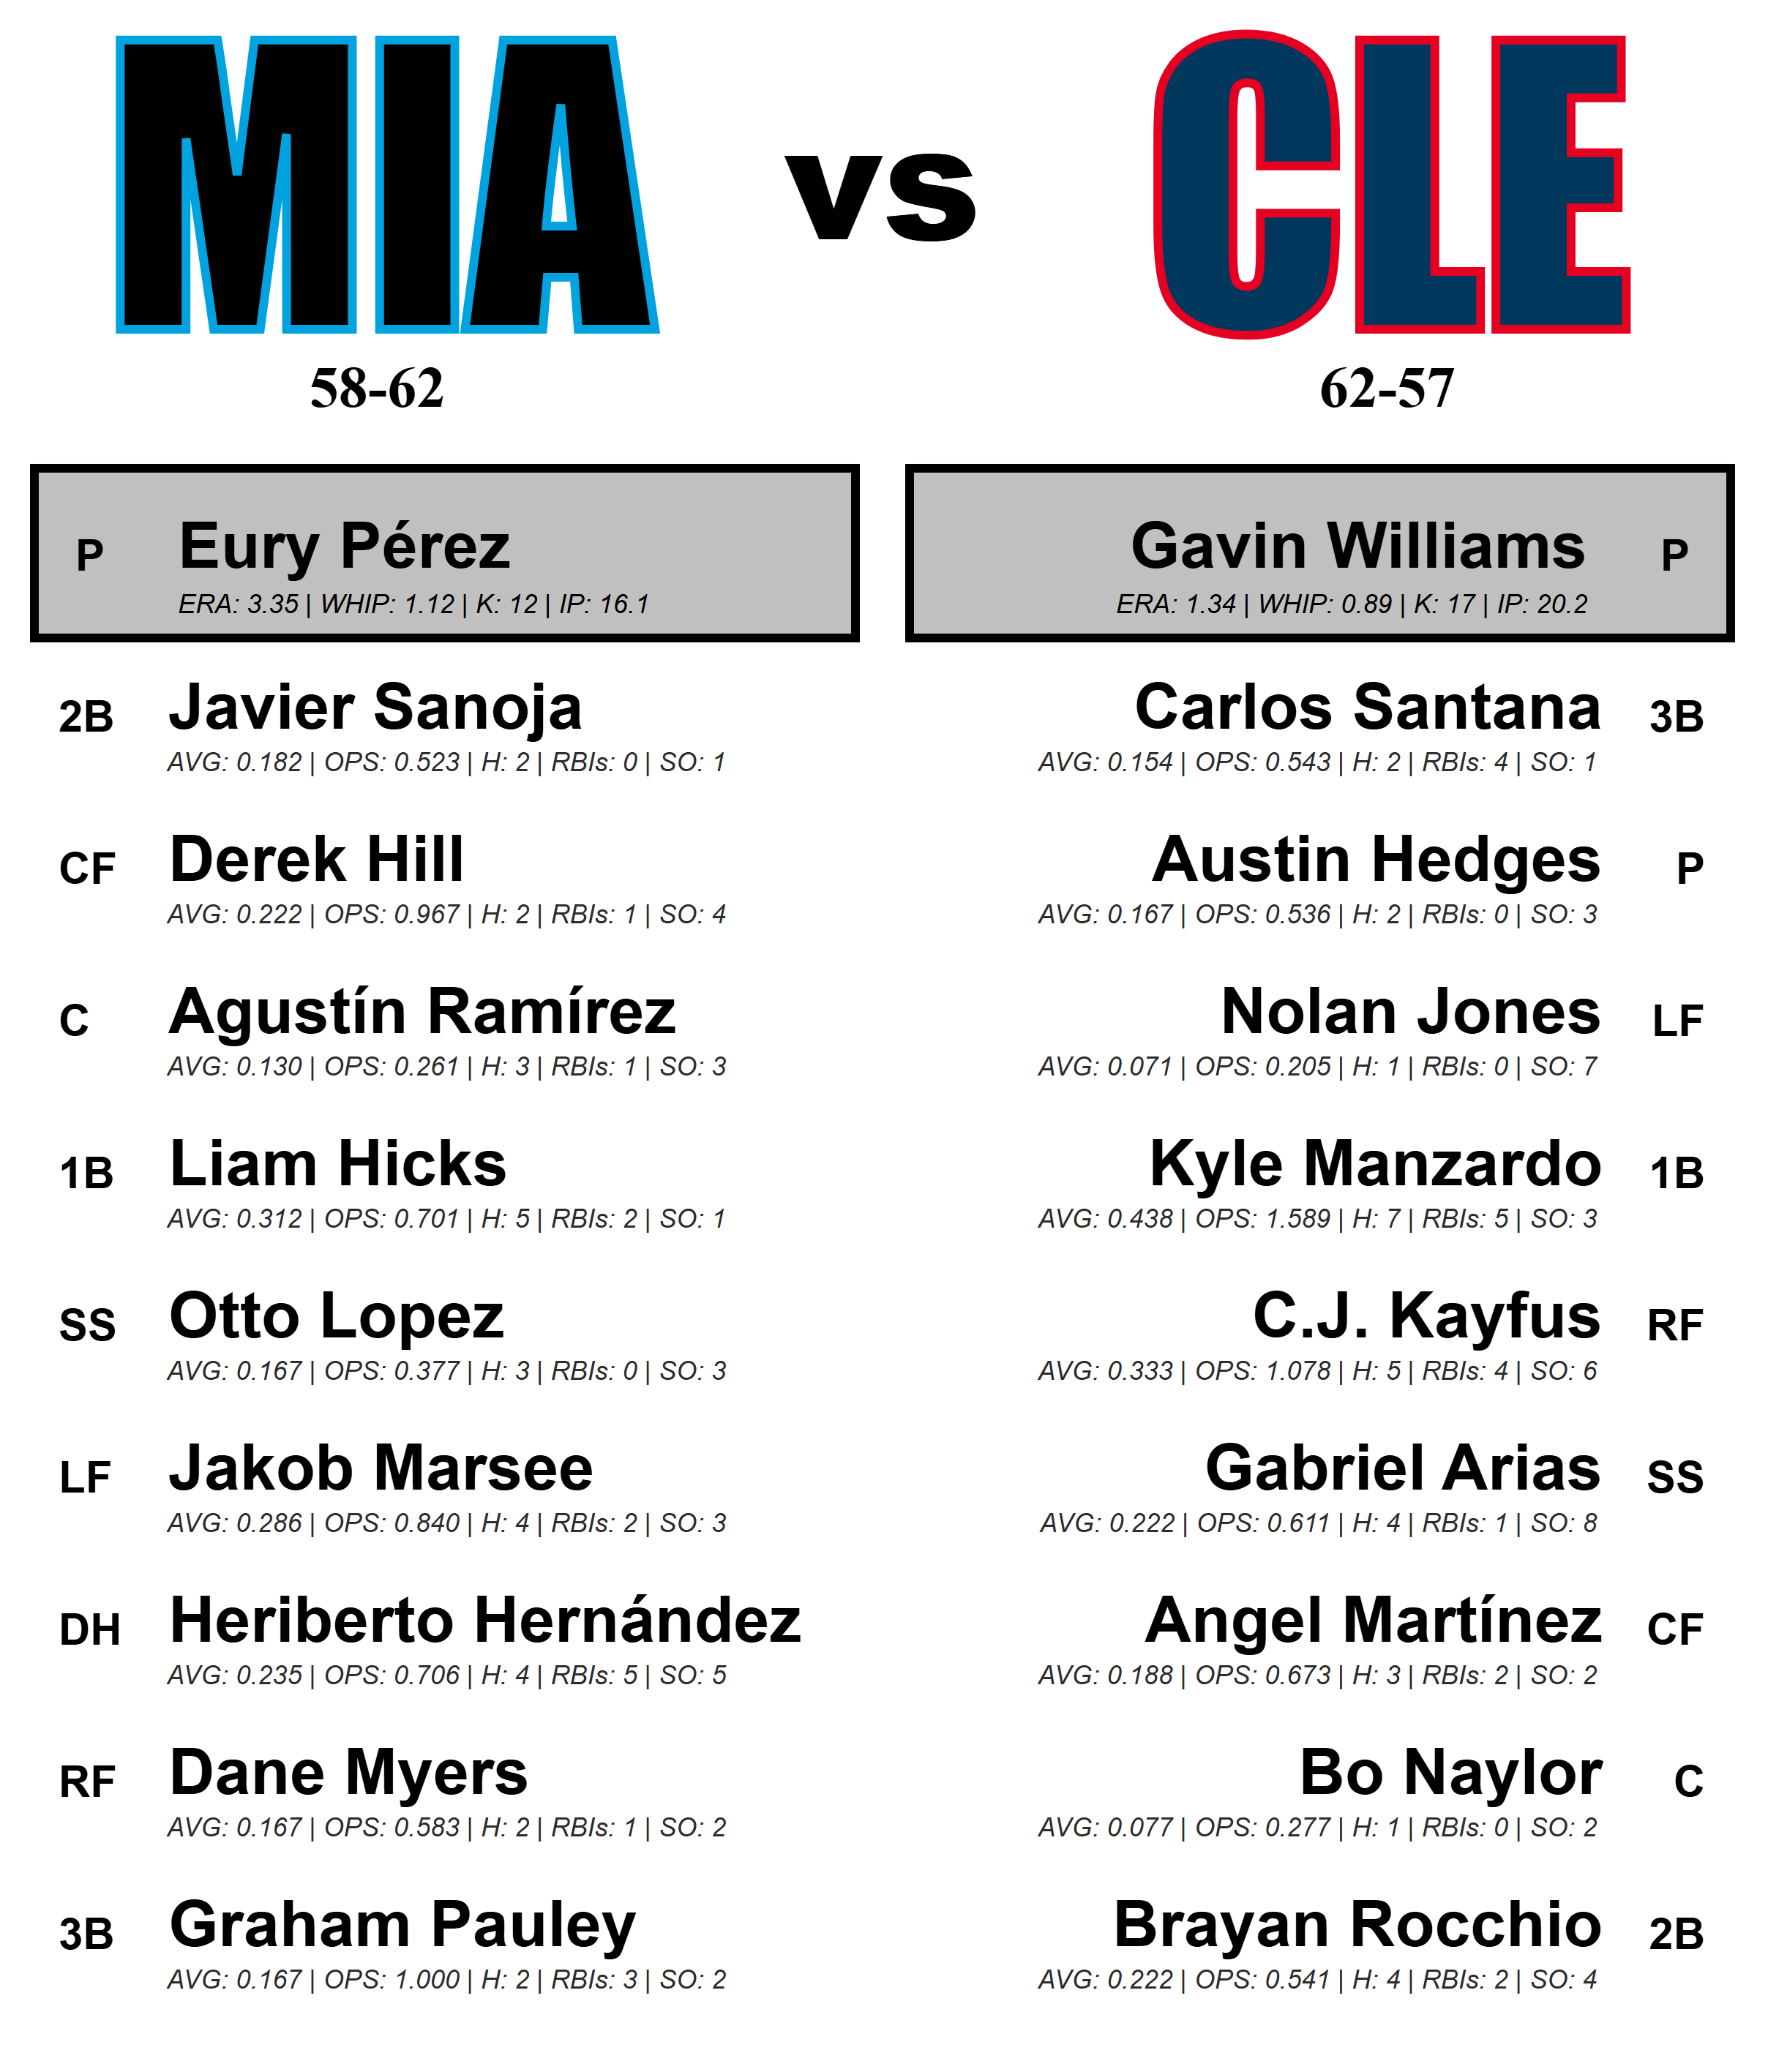 MIA vs CLE
58-62
62-57
P Eury Pérez
ERA: 3.35 | WHIP: 1.12 | K: 12 | IP: 16.1
Gavin Williams P
ERA: 1.34 | WHIP: 0.89 | K: 17 | IP: 20.2
2B Javier Sanoja
AVG: 0.182 | OPS: 0.523 | H: 2 | RBIs: 0 | SO: 1
CF Derek Hill
AVG: 0.222 | OPS: 0.967 | H: 2 | RBIs: 1 | SO: 4
C Agustín Ramírez
AVG: 0.130 | OPS: 0.261 | H: 3 | RBIs: 1 | SO: 3
1B Liam Hicks
AVG: 0.312 | OPS: 0.701 | H: 5 | RBIs: 2 | SO: 1
SS Otto Lopez
AVG: 0.167 | OPS: 0.377 | H: 3 | RBIs: 0 | SO: 3
LF Jakob Marsee
AVG: 0.286 | OPS: 0.840 | H: 4 | RBIs: 2 | SO: 3
DH Heriberto Hernández
AVG: 0.235 | OPS: 0.706 | H: 4 | RBIs: 5 | SO: 5
RF Dane Myers
AVG: 0.167 | OPS: 0.583 | H: 2 | RBIs: 1 | SO: 2
3B Graham Pauley
AVG: 0.167 | OPS: 1.000 | H: 2 | RBIs: 3 | SO: 2
Carlos Santana 3B
AVG: 0.154 | OPS: 0.543 | H: 2 | RBIs: 4 | SO: 1
Austin Hedges P
AVG: 0.167 | OPS: 0.536 | H: 2 | RBIs: 0 | SO: 3
Nolan Jones LF
AVG: 0.071 | OPS: 0.205 | H: 1 | RBIs: 0 | SO: 7
Kyle Manzardo 1B
AVG: 0.438 | OPS: 1.589 | H: 7 | RBIs: 5 | SO: 3
C.J. Kayfus RF
AVG: 0.333 | OPS: 1.078 | H: 5 | RBIs: 4 | SO: 6
Gabriel Arias SS
AVG: 0.222 | OPS: 0.611 | H: 4 | RBIs: 1 | SO: 8
Angel Martínez CF
AVG: 0.188 | OPS: 0.673 | H: 3 | RBIs: 2 | SO: 2
Bo Naylor C
AVG: 0.077 | OPS: 0.277 | H: 1 | RBIs: 0 | SO: 2
Brayan Rocchio 2B
AVG: 0.222 | OPS: 0.541 | H: 4 | RBIs: 2 | SO: 4